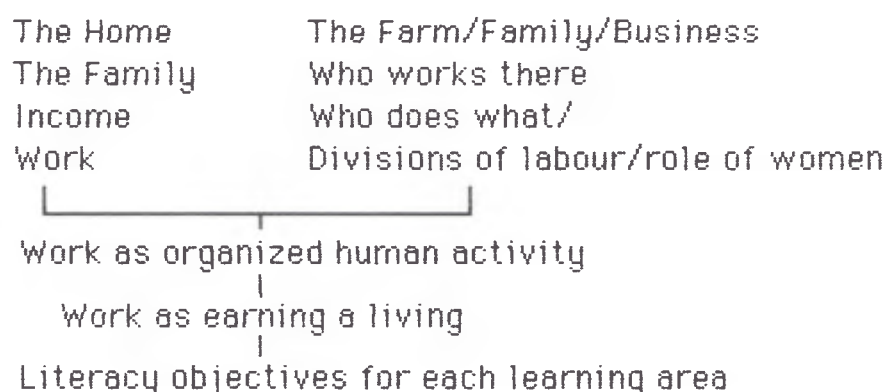 The Home The Farm/Family/Business
The Family Who works there
Income Who does what/
Work Divisions of labour/role of women
Work as organized human activity
Work as earning a living
Literacy objectives for each learning area